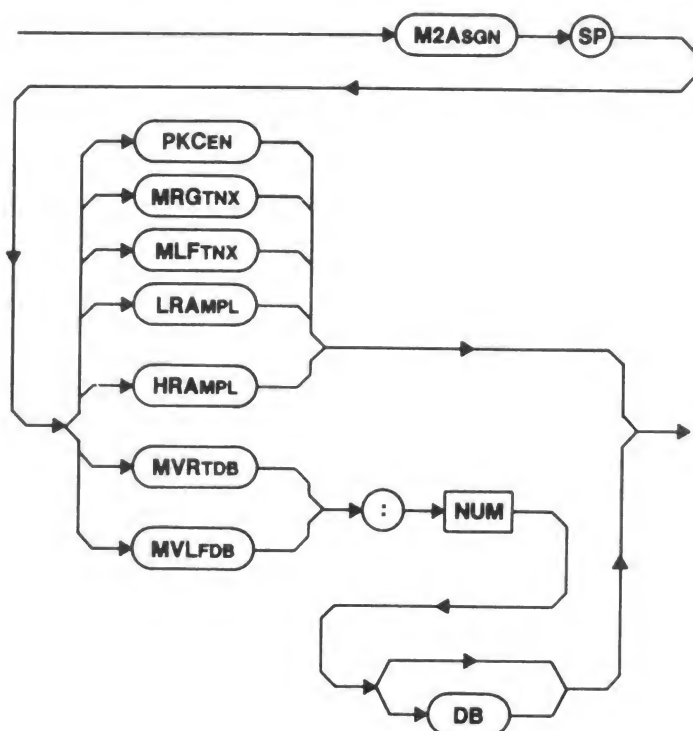 M2ASGN SP
PKCEN
MRGTNX
MLFTNX
LRAMPL
HRAMPL
MVRTDB
: NUM
MVLFDB
DB